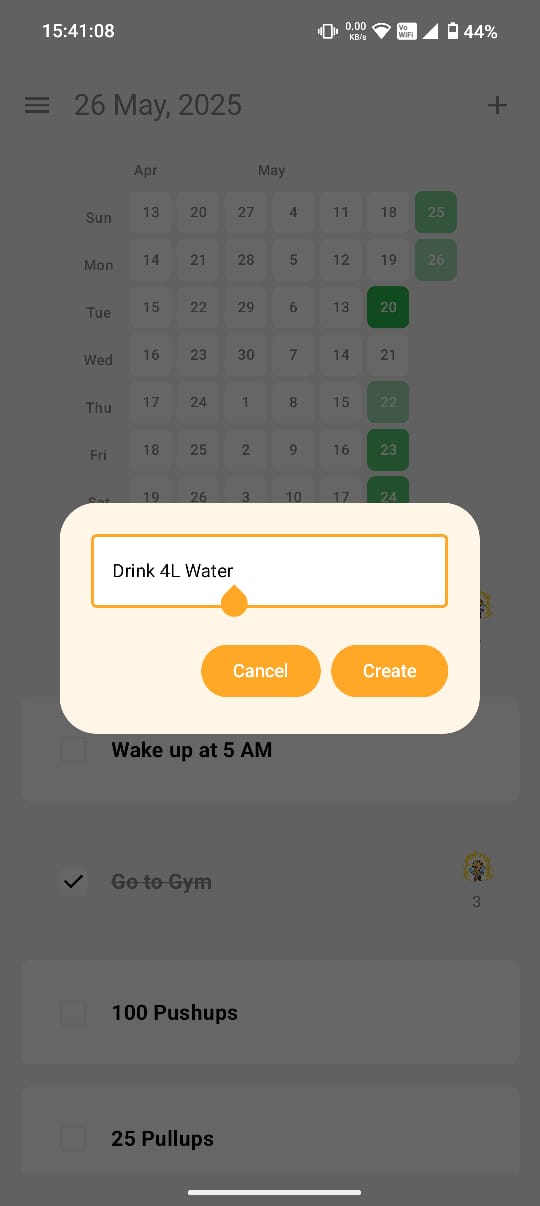 15:41:08 0.00 KB/s Vo WiFi 44%
26 May, 2025 +
Apr May
Sun 13 20 27 4 11 18 25
Mon 14 21 28 5 12 19 26
Tue 15 22 29 6 13 20
Wed 16 23 30 7 14 21
Thu 17 24 1 8 15 22
Fri 18 25 2 9 16 23
Sat 19 26 3 10 17 24
Drink 4L Water
Cancel Create
Wake up at 5 AM
Go to Gym
3
100 Pushups
25 Pullups